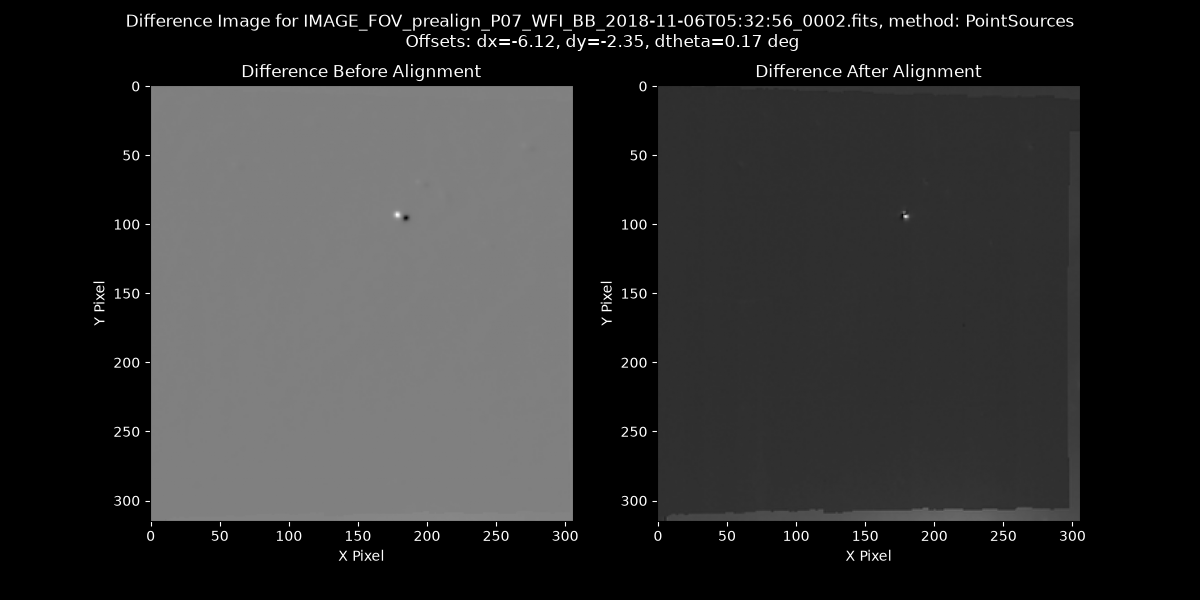 Difference Image for IMAGE_FOV_prealign_P07_WFI_BB_2018-11-06T05:32:56_0002.fits, method: PointSources
Offsets: dx=-6.12, dy=-2.35, dtheta=0.17 deg
Difference Before Alignment
0
50
100
150
200
250
300
Y Pixel
0 50 100 150 200 250 300
X Pixel
Difference After Alignment
0
50
100
150
200
250
300
Y Pixel
0 50 100 150 200 250 300
X Pixel